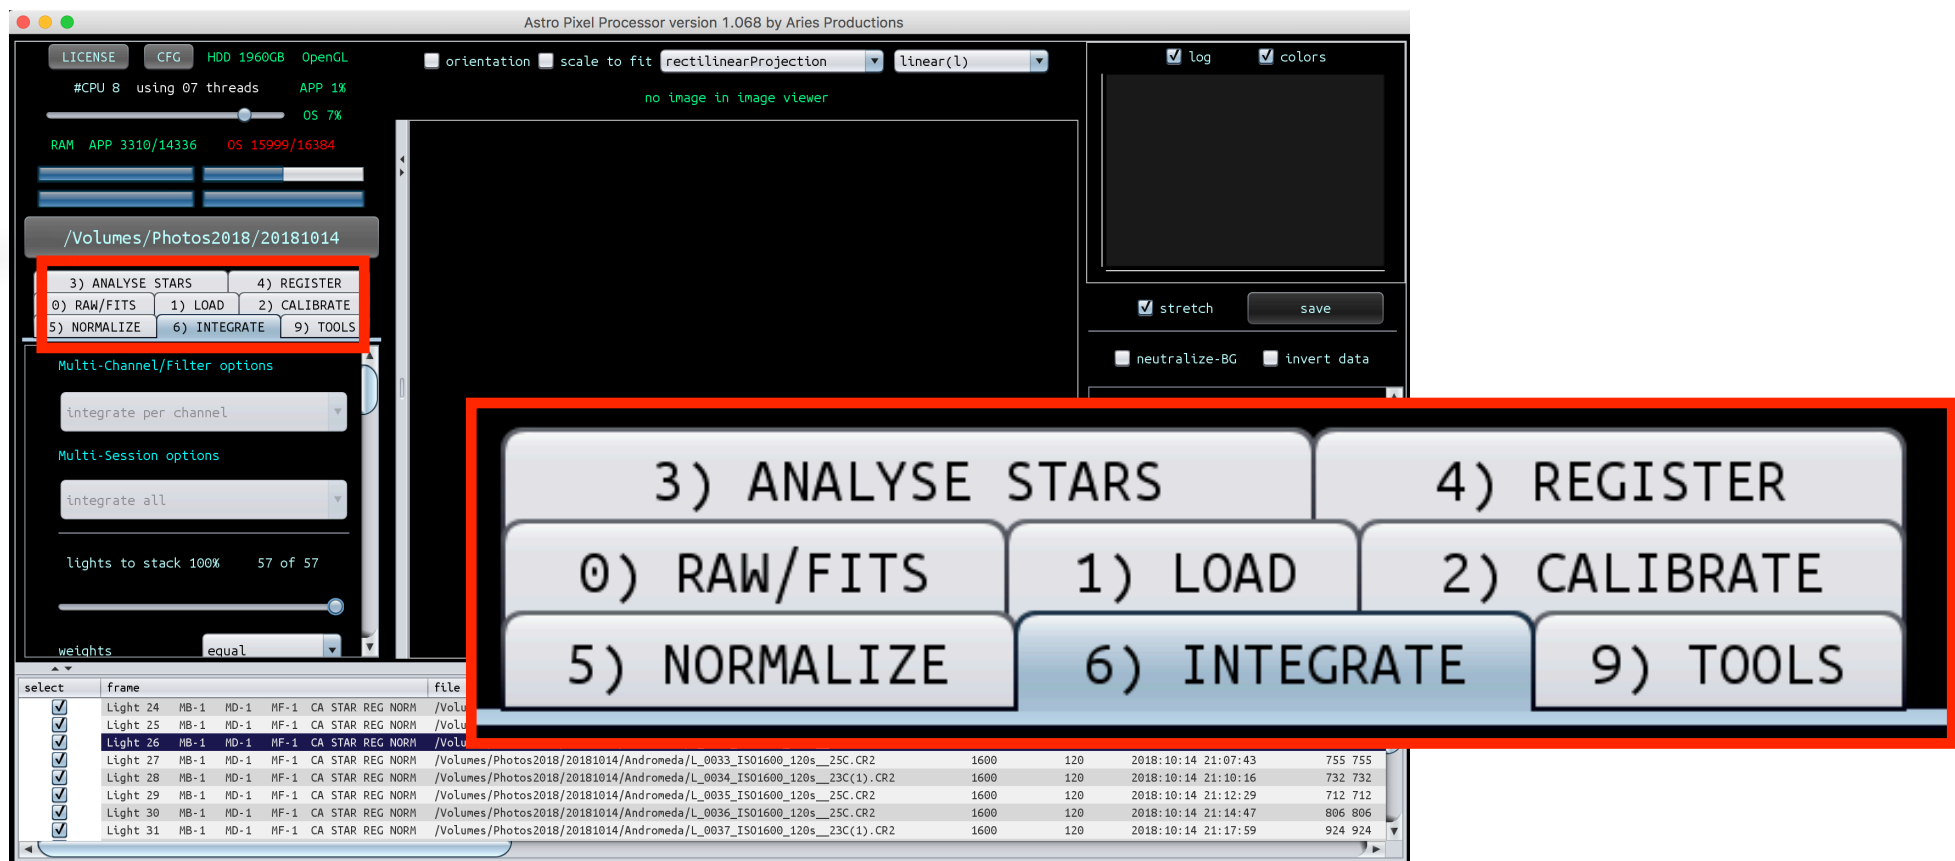 Astro Pixel Processor version 1.068 by Aries Productions
LICENSE CFG HDD 1960GB OpenGL
#CPU 8 using 07 threads APP 1%
OS 7%
RAM APP 3310/14336 OS 15999/16384
/Volumes/Photos2018/20181014
3) ANALYSE STARS 4) REGISTER
0) RAW/FITS 1) LOAD 2) CALIBRATE
5) NORMALIZE 6) INTEGRATE 9) TOOLS
Multi-Channel/Filter options
integrate per channel
Multi-Session options
integrate all
lights to stack 100% 57 of 57
weights equal
orientation scale to fit rectilinearProjection linear(l)
no image in image viewer
log colors
stretch save
neutralize-BG invert data
3) ANALYSE STARS 4) REGISTER
0) RAW/FITS 1) LOAD 2) CALIBRATE
5) NORMALIZE 6) INTEGRATE 9) TOOLS
select frame file
Light 24 MB-1 MD-1 MF-1 CA STAR REG NORM /Volu
Light 25 MB-1 MD-1 MF-1 CA STAR REG NORM /Volu
Light 26 MB-1 MD-1 MF-1 CA STAR REG NORM /Volu
Light 27 MB-1 MD-1 MF-1 CA STAR REG NORM /Volumes/Photos2018/20181014/Andromeda/L_0033_ISO1600_120s__25C.CR2 1600 120 2018:10:14 21:07:43 755 755
Light 28 MB-1 MD-1 MF-1 CA STAR REG NORM /Volumes/Photos2018/20181014/Andromeda/L_0034_ISO1600_120s__23C(1).CR2 1600 120 2018:10:14 21:10:16 732 732
Light 29 MB-1 MD-1 MF-1 CA STAR REG NORM /Volumes/Photos2018/20181014/Andromeda/L_0035_ISO1600_120s__25C.CR2 1600 120 2018:10:14 21:12:29 712 712
Light 30 MB-1 MD-1 MF-1 CA STAR REG NORM /Volumes/Photos2018/20181014/Andromeda/L_0036_ISO1600_120s__25C.CR2 1600 120 2018:10:14 21:14:47 806 806
Light 31 MB-1 MD-1 MF-1 CA STAR REG NORM /Volumes/Photos2018/20181014/Andromeda/L_0037_ISO1600_120s__23C(1).CR2 1600 120 2018:10:14 21:17:59 924 924